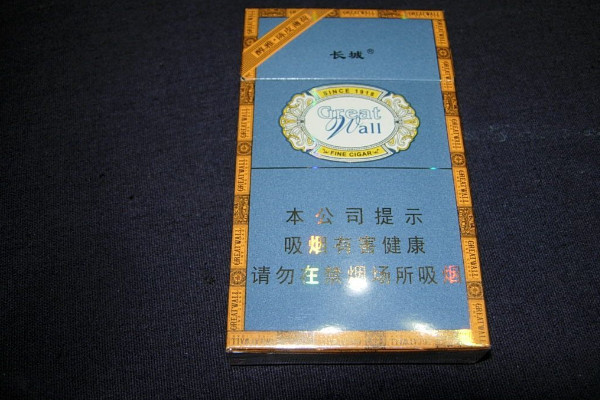 长城®
SINCE 1918
Great
Wall
FINE CIGAR
本公司提示
吸烟有害健康
请勿在禁烟场所吸烟
GREATWALL